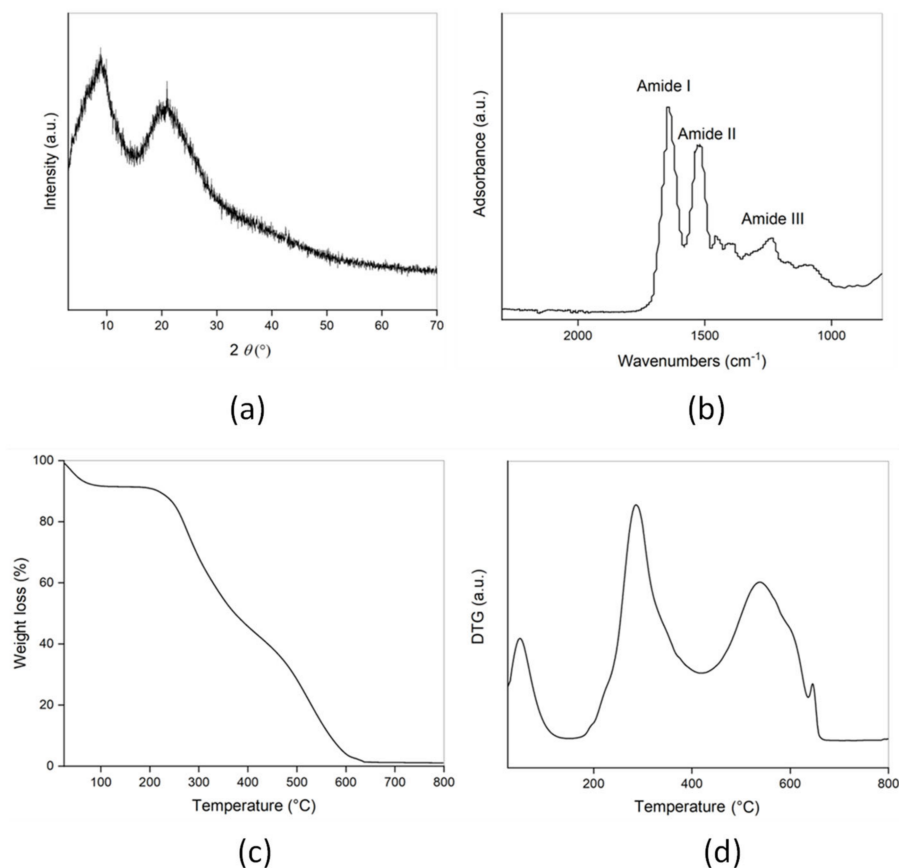 Intensity (a.u.)
10 20 30 40 50 60 70
2 θ(°)
(a)
Adsorbance (a.u.)
Amide I
Amide II
Amide III
2000 1500 1000
Wavenumbers (cm⁻¹)
(b)
Weight loss (%)
100
80
60
40
20
0
100 200 300 400 500 600 700 800
Temperature (°C)
(c)
DTG (a.u.)
200 400 600 800
Temperature (°C)
(d)